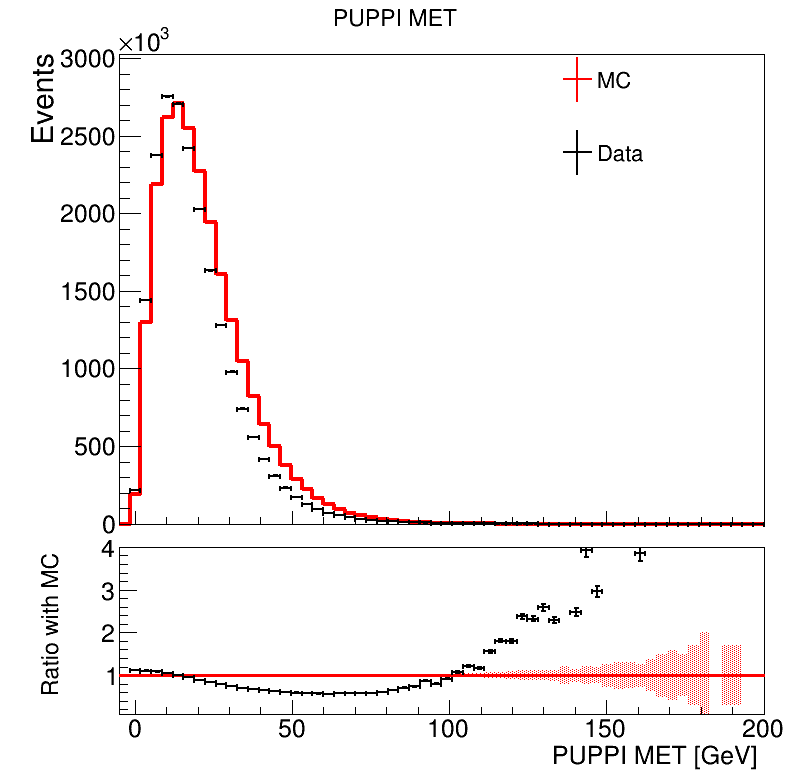 PUPPI MET
×10³
Events
3000
2500
2000
1500
1000
500
0
MC
Data
Ratio with MC
4
3
2
1
0 50 100 150 200
PUPPI MET [GeV]